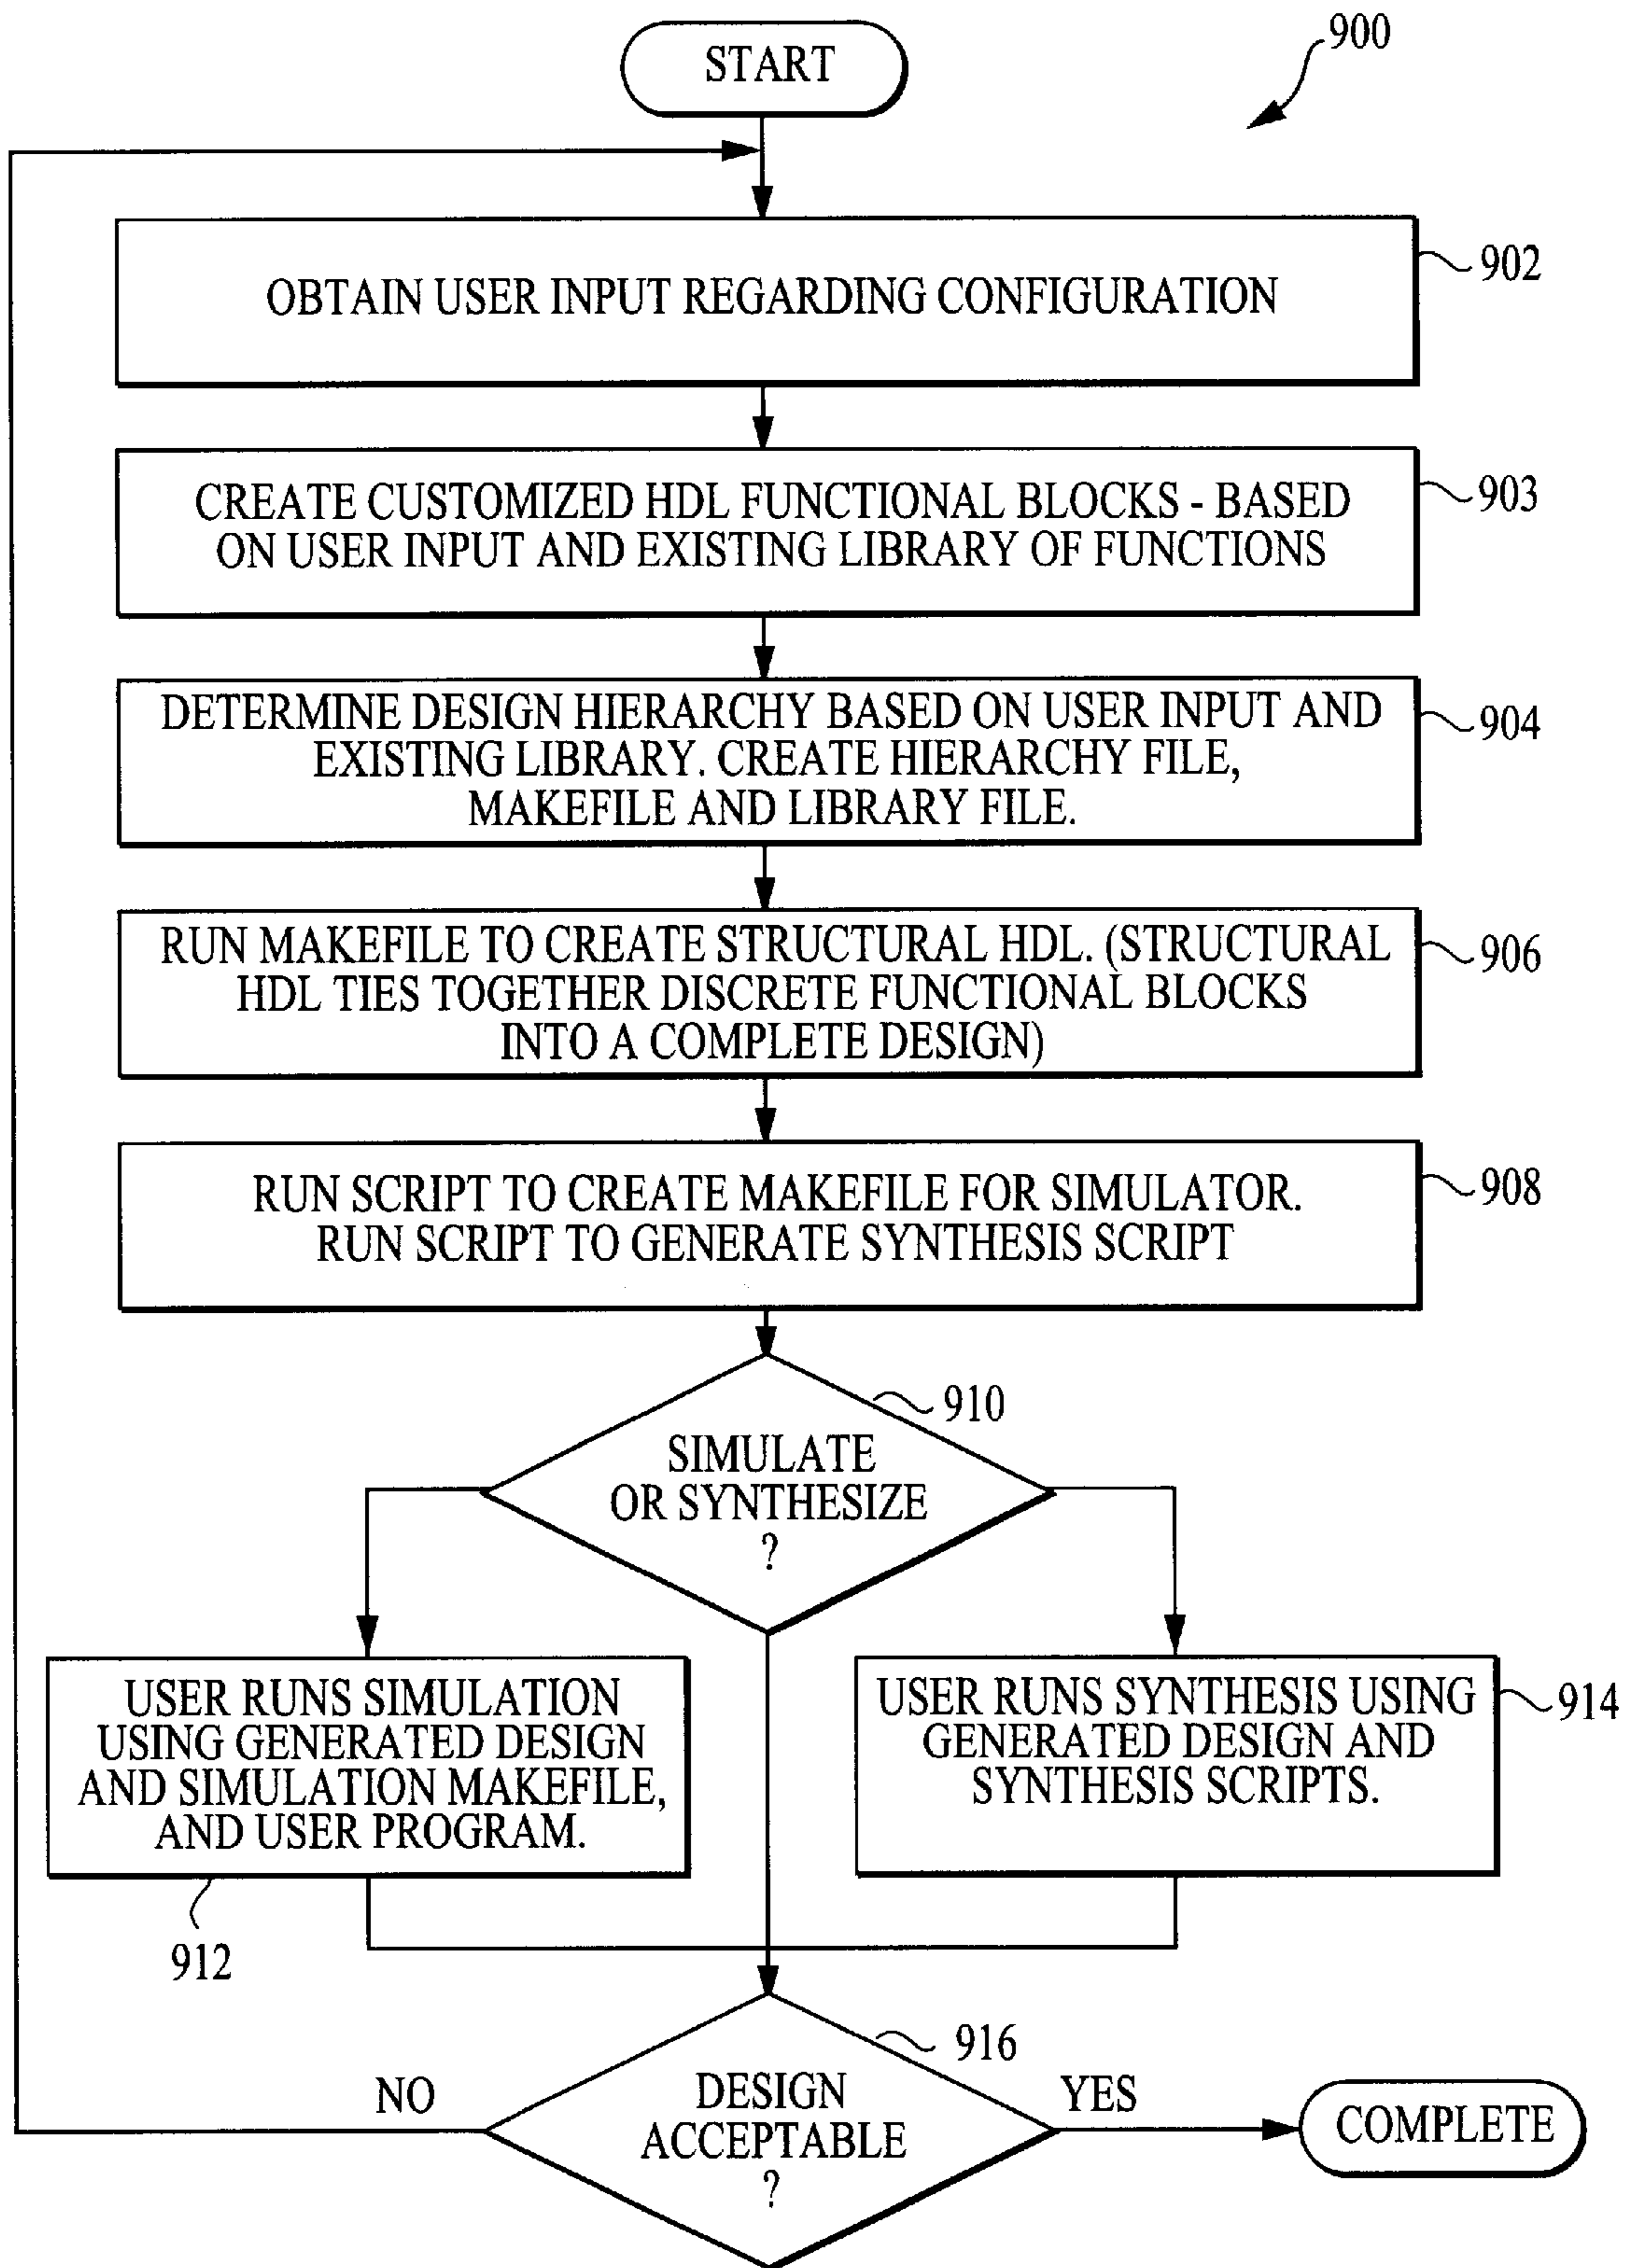 900
START
OBTAIN USER INPUT REGARDING CONFIGURATION
902
CREATE CUSTOMIZED HDL FUNCTIONAL BLOCKS - BASED
ON USER INPUT AND EXISTING LIBRARY OF FUNCTIONS
903
DETERMINE DESIGN HIERARCHY BASED ON USER INPUT AND
EXISTING LIBRARY. CREATE HIERARCHY FILE,
MAKEFILE AND LIBRARY FILE.
904
RUN MAKEFILE TO CREATE STRUCTURAL HDL. (STRUCTURAL
HDL TIES TOGETHER DISCRETE FUNCTIONAL BLOCKS
INTO A COMPLETE DESIGN)
906
RUN SCRIPT TO CREATE MAKEFILE FOR SIMULATOR.
RUN SCRIPT TO GENERATE SYNTHESIS SCRIPT
908
910
SIMULATE
OR SYNTHESIZE
?
USER RUNS SIMULATION
USING GENERATED DESIGN
AND SIMULATION MAKEFILE,
AND USER PROGRAM.
912
USER RUNS SYNTHESIS USING
GENERATED DESIGN AND
SYNTHESIS SCRIPTS.
914
916
DESIGN
ACCEPTABLE
?
NO
YES
COMPLETE